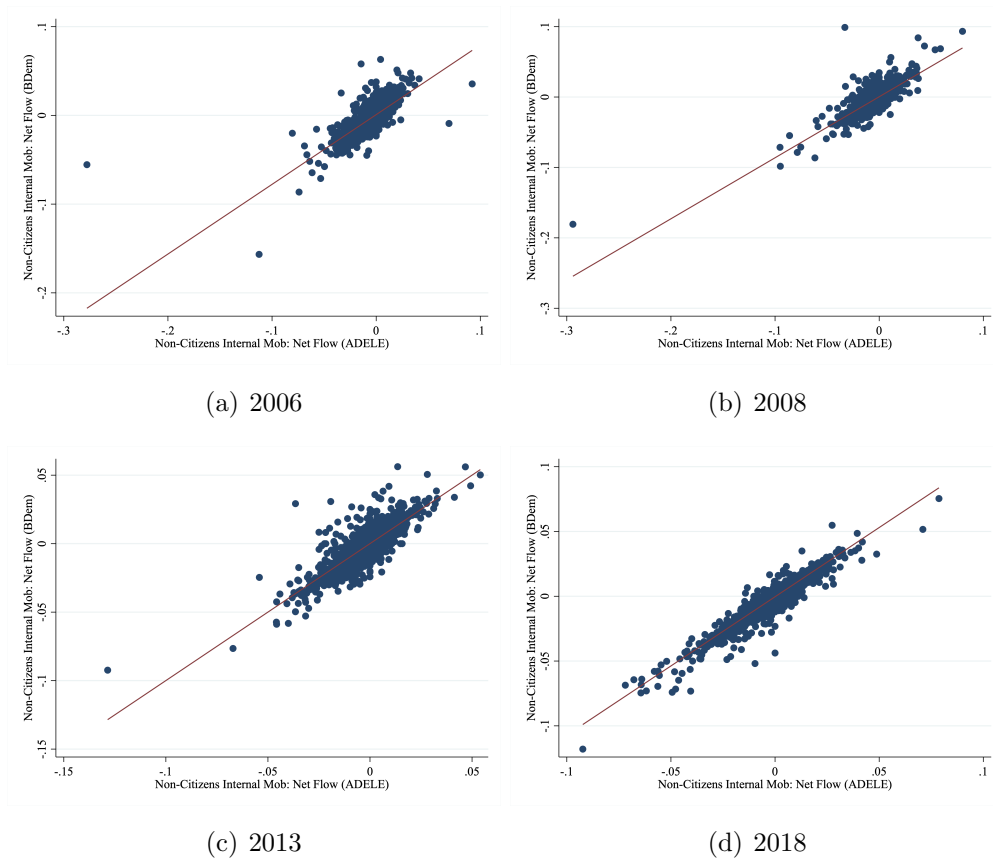 .1
0
-.1
-.2
Non-Citizens Internal Mob: Net Flow (BDem)
-.3 -.2 -.1 0 .1
Non-Citizens Internal Mob: Net Flow (ADELE)
(a) 2006
.1
0
-.1
-.2
-.3
Non-Citizens Internal Mob: Net Flow (BDem)
-.3 -.2 -.1 0 .1
Non-Citizens Internal Mob: Net Flow (ADELE)
(b) 2008
.05
0
-.05
-.1
-.15
Non-Citizens Internal Mob: Net Flow (BDem)
-.15 -.1 -.05 0 .05
Non-Citizens Internal Mob: Net Flow (ADELE)
(c) 2013
.1
.05
0
-.05
-.1
Non-Citizens Internal Mob: Net Flow (BDem)
-.1 -.05 0 .05 .1
Non-Citizens Internal Mob: Net Flow (ADELE)
(d) 2018